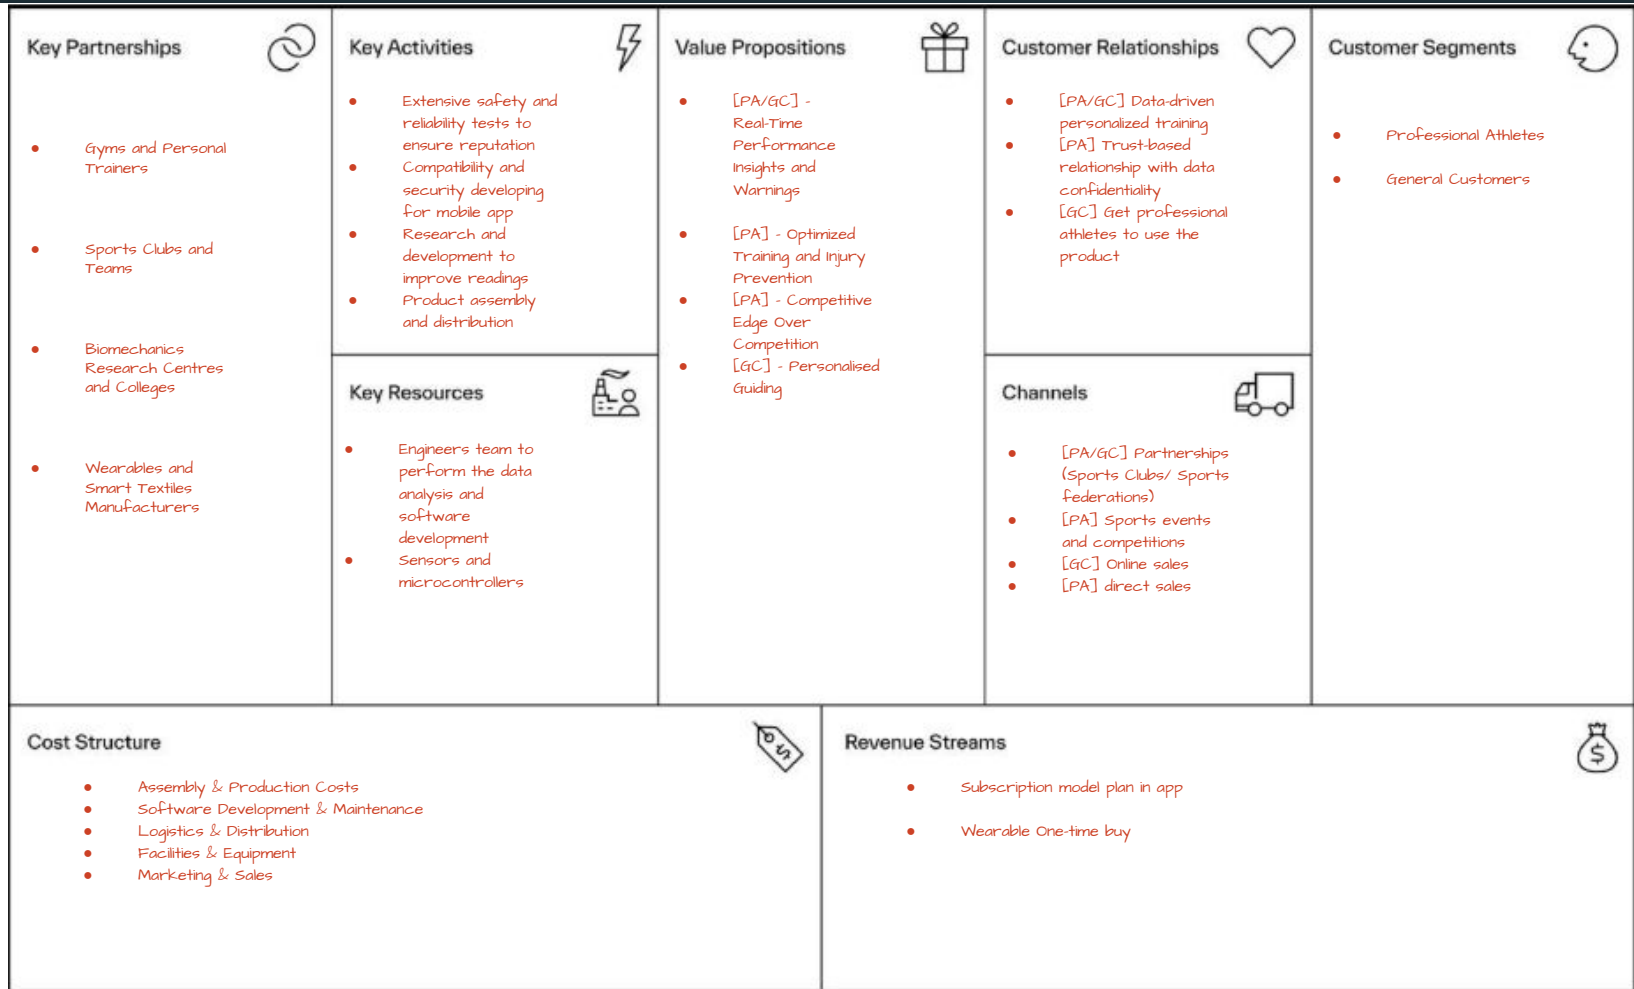 Key Partnerships
• Gyms and Personal
Trainers
• Sports Clubs and
Teams
• Biomechanics
Research Centres
and Colleges
• Wearables and
Smart Textiles
Manufacturers
Key Activities
• Extensive safety and
reliability tests to
ensure reputation
• Compatibility and
security developing
for mobile app
• Research and
development to
improve readings
• Product assembly
and distribution
Key Resources
• Engineers team to
perform the data
analysis and
software
development
• Sensors and
microcontrollers
Value Propositions
• [PA/GC] -
Real-Time
Performance
Insights and
Warnings
• [PA] - Optimized
Training and Injury
Prevention
• [PA] - Competitive
Edge Over
Competition
• [GC] - Personalised
Guiding
Customer Relationships
• [PA/GC] Data-driven
personalized training
• [PA] Trust-based
relationship with data
confidentiality
• [GC] Get professional
athletes to use the
product
Channels
• [PA/GC] Partnerships
(Sports Clubs/ Sports
federations)
• [PA] Sports events
and competitions
• [GC] Online sales
• [PA] direct sales
Customer Segments
• Professional Athletes
• General Customers
Cost Structure
• Assembly & Production Costs
• Software Development & Maintenance
• Logistics & Distribution
• Facilities & Equipment
• Marketing & Sales
Revenue Streams
• Subscription model plan in app
• Wearable One-time buy